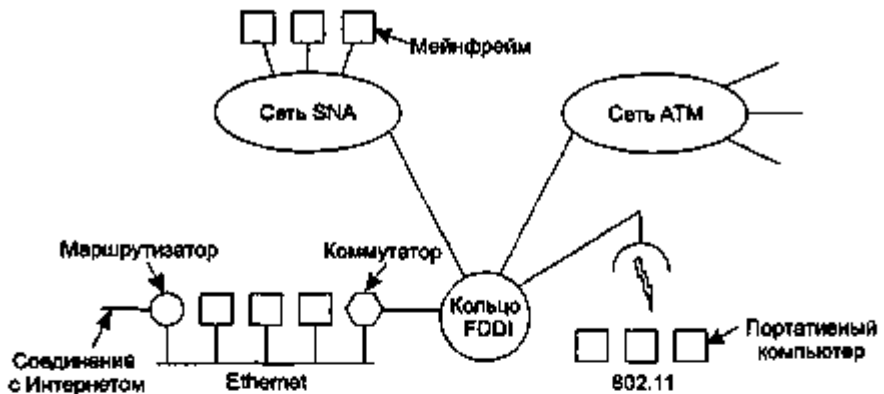 Мейнфрейм
Сеть SNA
Сеть ATM
Маршрутизатор
Коммутатор
Кольцо
FDDI
Портативный
компьютер
Соединение
с Интернетом
Ethernet
802.11